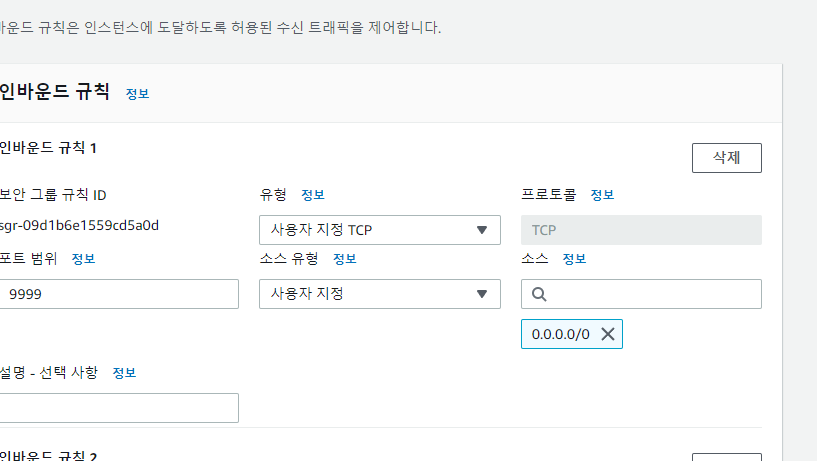 바운드 규칙은 인스턴스에 도달하도록 허용된 수신 트래픽을 제어합니다.
인바운드 규칙 정보
인바운드 규칙 1
삭제
보안 그룹 규칙 ID
유형 정보
프로토콜 정보
sgr-09d1b6e1559cd5a0d
사용자 지정 TCP
TCP
포트 범위 정보
소스 유형 정보
소스 정보
9999
사용자 지정
0.0.0.0/0
설명 - 선택 사항 정보
인바운드 규칙 2